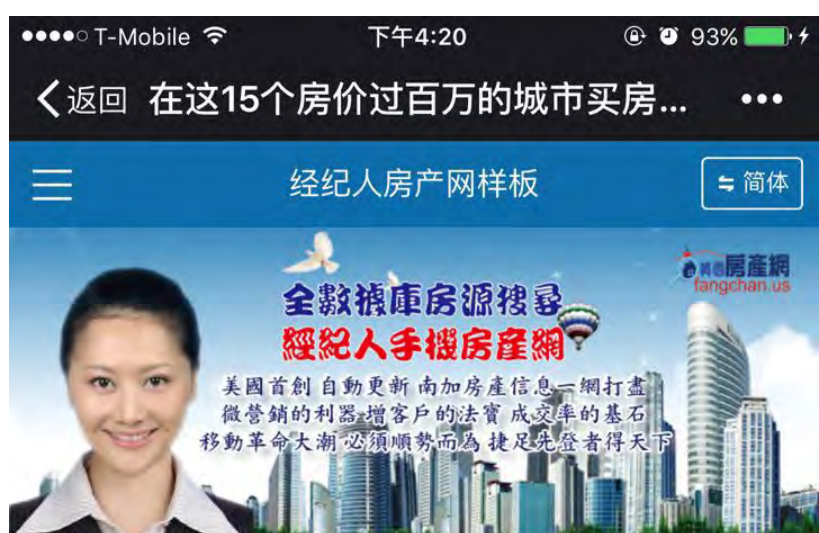 T-Mobile 下午4:20 93%
返回 在这15个房价过百万的城市买房...
经纪人房产网样板 简体
美國房產網
fangchan.us
全數據庫房源搜尋
經紀人手機房產網
美國首創 自動更新 南加房產信息一網打盡
微營銷的利器 增客戶的法寶 成交率的基石
移動革命大潮 必須順勢而為 捷足先登者得天下